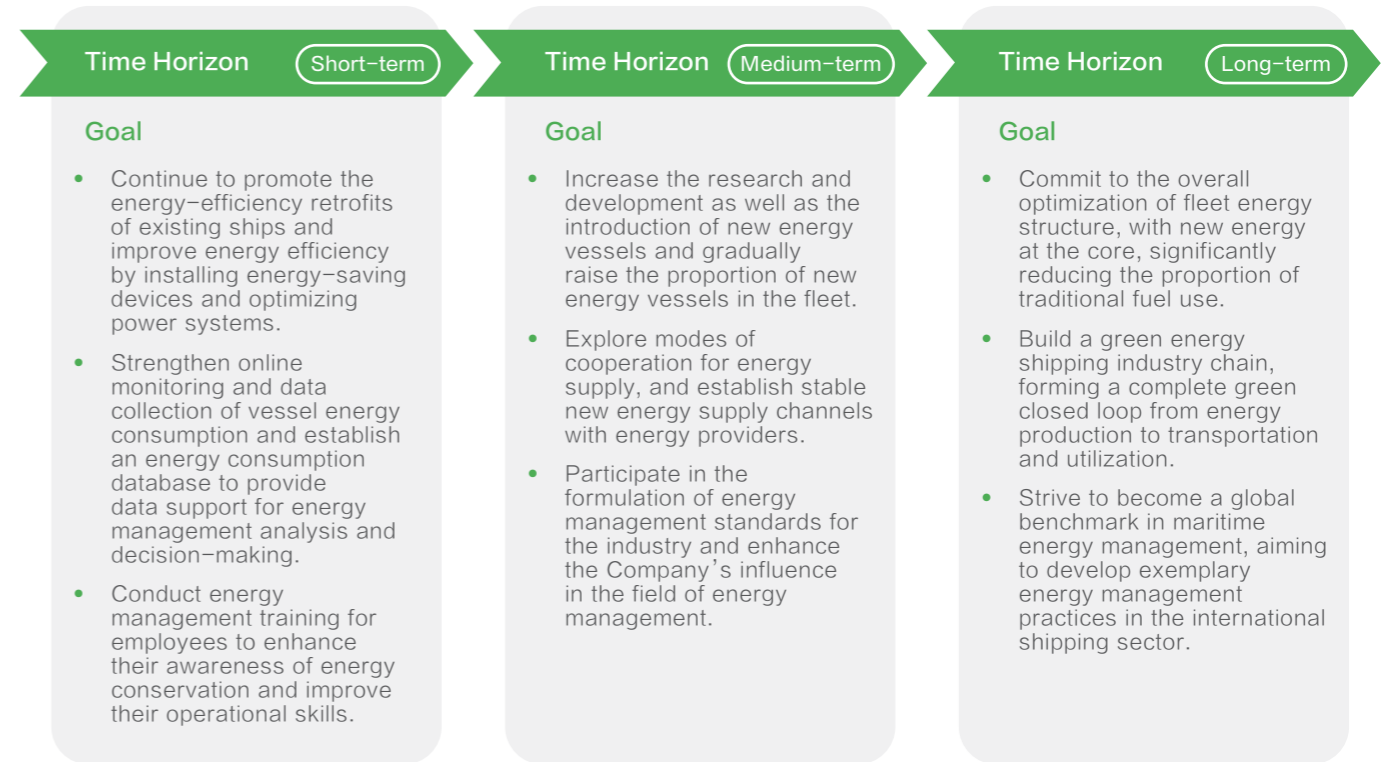 Time Horizon Short-term
Goal
• Continue to promote the
energy-efficiency retrofits
of existing ships and
improve energy efficiency
by installing energy-saving
devices and optimizing
power systems.
• Strengthen online
monitoring and data
collection of vessel energy
consumption and establish
an energy consumption
database to provide
data support for energy
management analysis and
decision-making.
• Conduct energy
management training for
employees to enhance
their awareness of energy
conservation and improve
their operational skills.
Time Horizon Medium-term
Goal
• Increase the research and
development as well as the
introduction of new energy
vessels and gradually
raise the proportion of new
energy vessels in the fleet.
• Explore modes of
cooperation for energy
supply, and establish stable
new energy supply channels
with energy providers.
• Participate in the
formulation of energy
management standards for
the industry and enhance
the Company's influence
in the field of energy
management.
Time Horizon Long-term
Goal
• Commit to the overall
optimization of fleet energy
structure, with new energy
at the core, significantly
reducing the proportion of
traditional fuel use.
• Build a green energy
shipping industry chain,
forming a complete green
closed loop from energy
production to transportation
and utilization.
• Strive to become a global
benchmark in maritime
energy management, aiming
to develop exemplary
energy management
practices in the international
shipping sector.